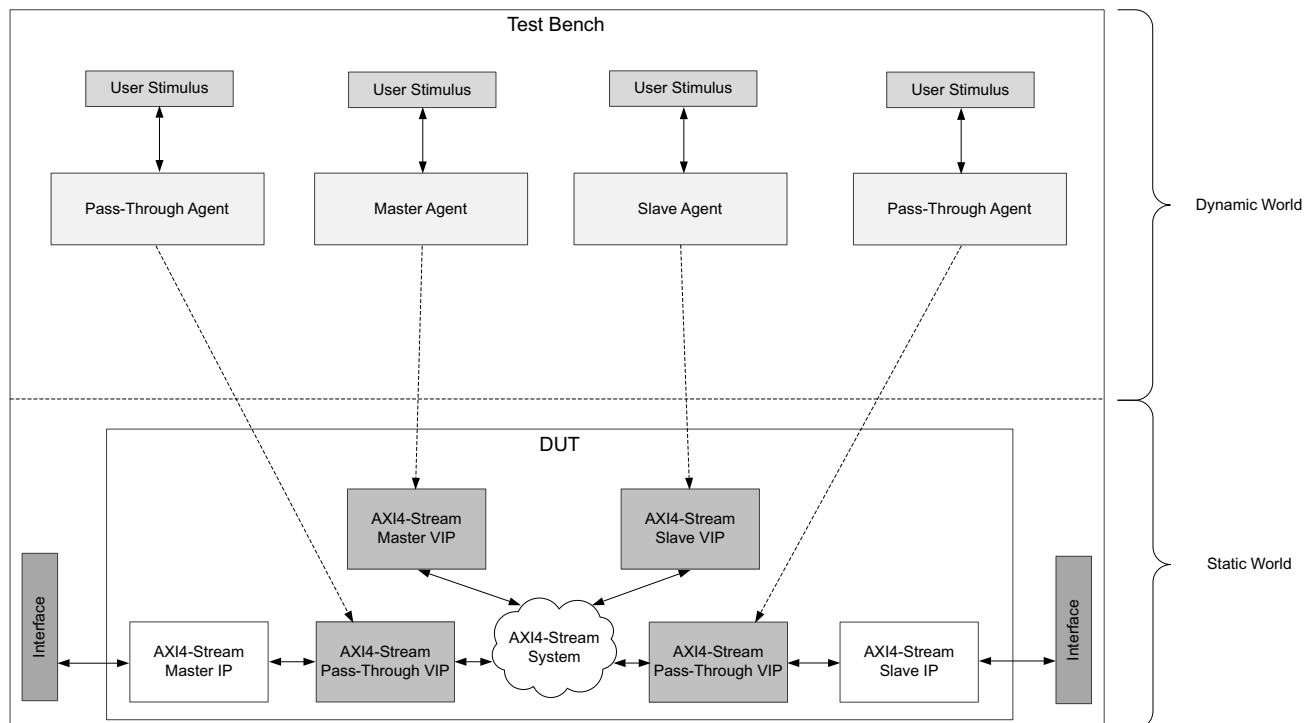 Test Bench
User Stimulus
User Stimulus
User Stimulus
User Stimulus
Pass-Through Agent
Master Agent
Slave Agent
Pass-Through Agent
Dynamic World
DUT
AXI4-Stream
Master VIP
AXI4-Stream
Slave VIP
Static World
Interface
AXI4-Stream
Master IP
AXI4-Stream
Pass-Through VIP
AXI4-Stream
System
AXI4-Stream
Pass-Through VIP
AXI4-Stream
Slave IP
Interface